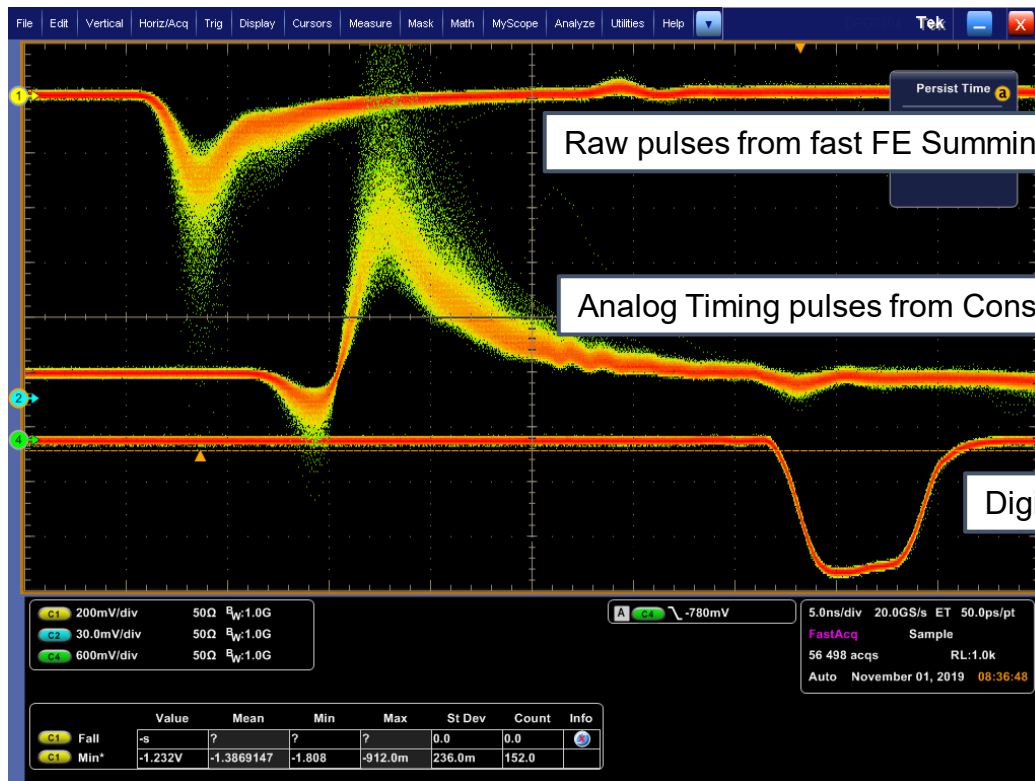 File Edit Vertical Horiz/Acq Trig Display Cursors Measure Mask Math MyScope Analyze Utilities Help Tek X
Persist Time a
1
Raw pulses from fast FE Summin
Analog Timing pulses from Cons
2
4
Dig
C1 200mV/div 50Ω BW:1.0G
C2 30.0mV/div 50Ω BW:1.0G
C4 600mV/div 50Ω BW:1.0G
A C4 -780mV
5.0ns/div 20.0GS/s ET 50.0ps/pt
FastAcq Sample
56 498 acqs RL:1.0k
Auto November 01, 2019 08:36:48
Value Mean Min Max St Dev Count Info
C1 Fall -s ? ? ? 0.0 0.0
C1 Min* -1.232V -1.3869147 -1.808 -912.0m 236.0m 152.0